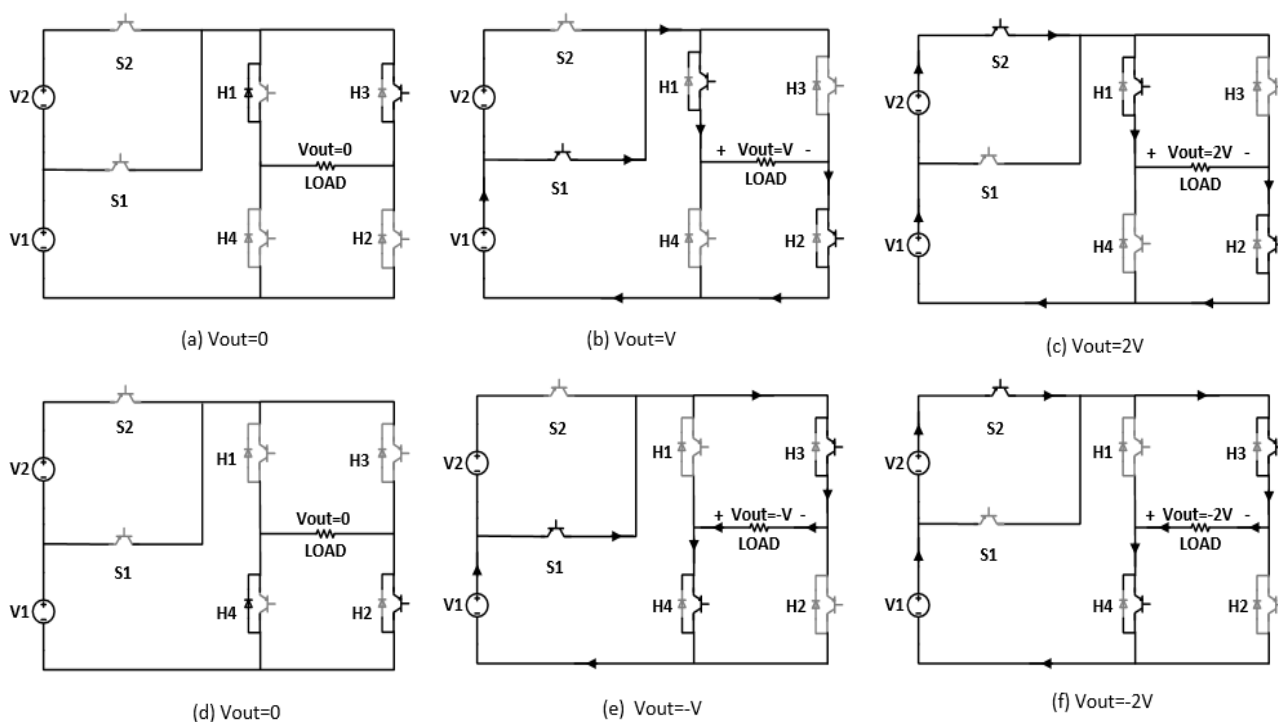 S2
V2
H1
H3
Vout=0
LOAD
S1
V1
H4
H2
(a) Vout=0
S2
V2
H1
H3
+ Vout=V -
LOAD
S1
V1
H4
H2
(b) Vout=V
S2
V2
H1
H3
+ Vout=2V -
LOAD
S1
V1
H4
H2
(c) Vout=2V
S2
V2
H1
H3
Vout=0
LOAD
S1
V1
H4
H2
(d) Vout=0
S2
V2
H1
H3
+ Vout=-V -
LOAD
S1
V1
H4
H2
(e) Vout=-V
S2
V2
H1
H3
+ Vout=-2V -
LOAD
S1
V1
H4
H2
(f) Vout=-2V